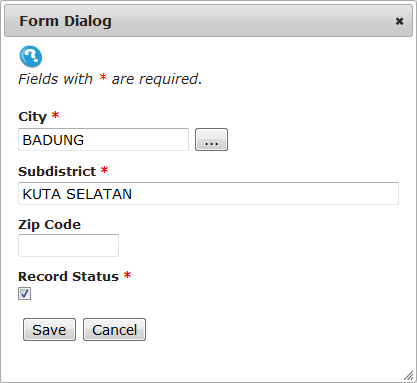 Form Dialog
Fields with * are required.
City *
BADUNG
...
Subdistrict *
KUTA SELATAN
Zip Code
Record Status *
Save Cancel